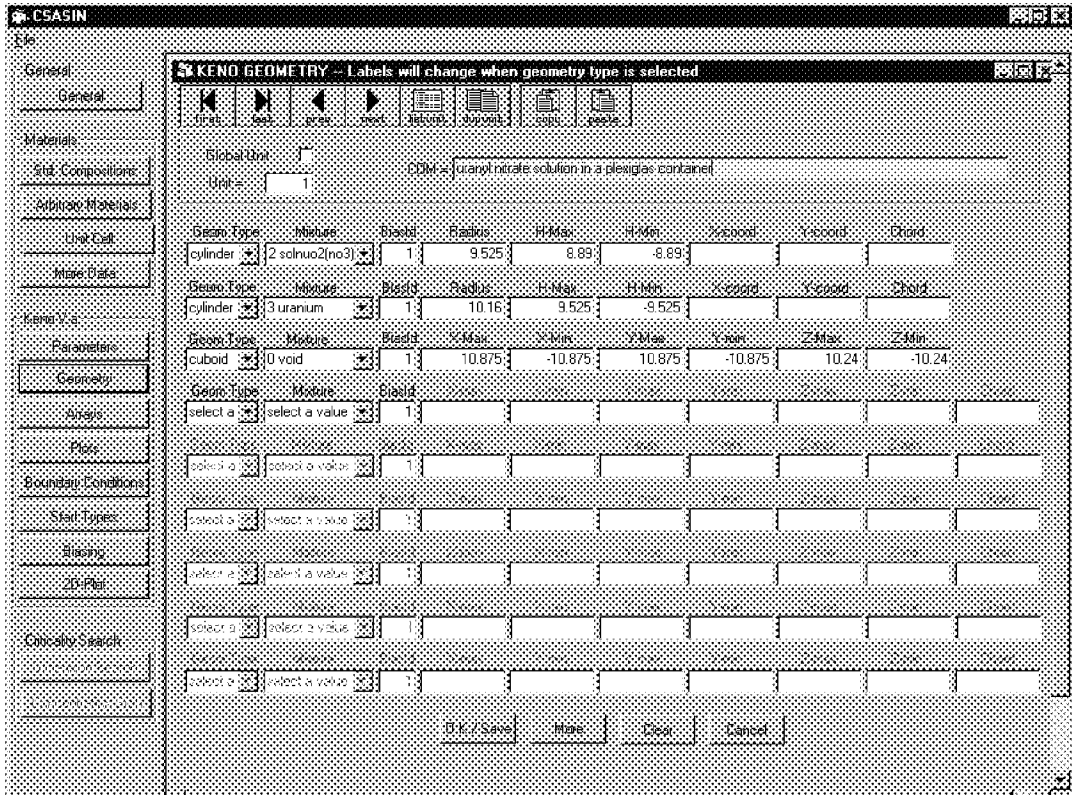 CSASIN
File
General
General
Materials
Std. Compositions
Arbitrary Materials
Unit Cell
More Data
Keno V.a
Parameters
Geometry
Arrays
Plots
Boundary Conditions
Start Types
Biasing
2D-Plot
Criticality Search
KENO GEOMETRY -- Labels will change when geometry type is selected
first last prev next list unit dup unit copy paste
Global Unit
Unit = 1
COM = uranyl nitrate solution in a plexiglas container
Geom Type Mixture BiasId Radius H-Max H-Min X-coord Y-coord Chord
cylinder 2 solnuo2(no3) 1 9.525 8.89 -8.89
Geom Type Mixture BiasId Radius H-Max H-Min X-coord Y-coord Chord
cylinder 3 uranium 1 10.16 9.525 -9.525
Geom Type Mixture BiasId X-Max X-Min Y-Max Y-min Z-Max Z-Min
cuboid 0 void 1 10.875 -10.875 10.875 -10.875 10.24 -10.24
Geom Type Mixture BiasId
select a select a value 1
select a select a value 1
select a select a value 1
select a select a value 1
select a select a value 1
select a select a value 1
O.K./ Save More Clear Cancel